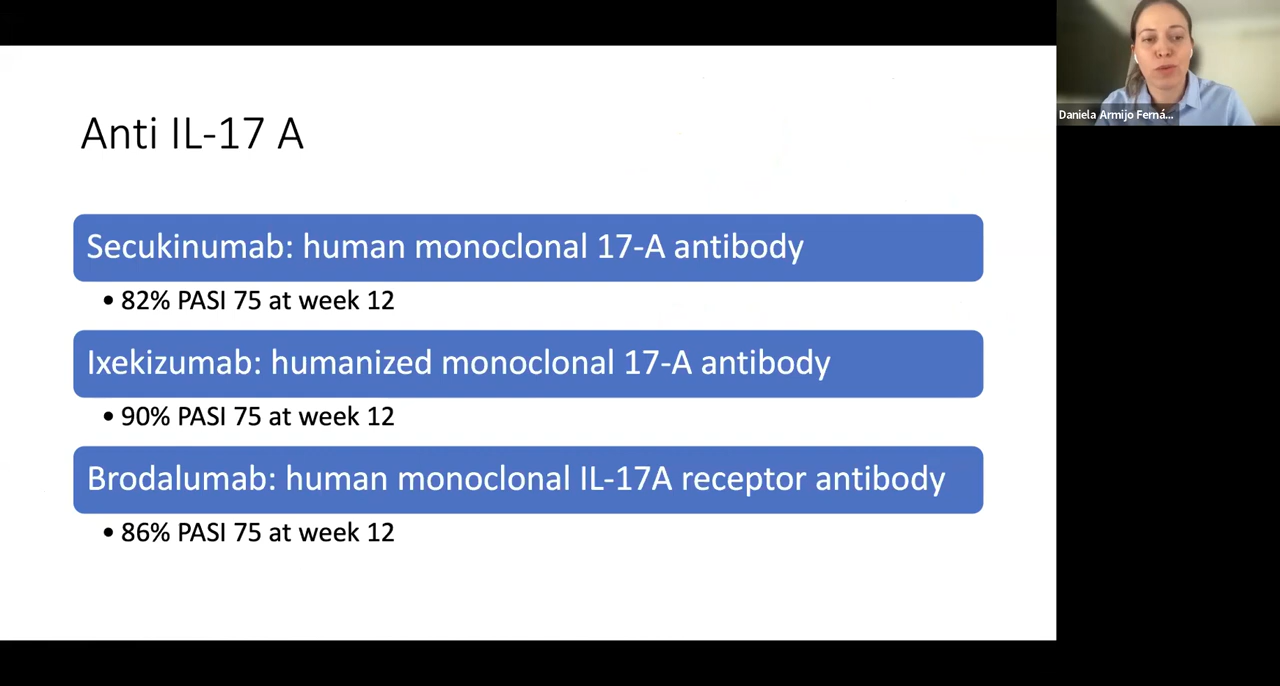 Anti IL-17 A
Secukinumab: human monoclonal 17-A antibody
• 82% PASI 75 at week 12
Ixekizumab: humanized monoclonal 17-A antibody
• 90% PASI 75 at week 12
Brodalumab: human monoclonal IL-17A receptor antibody
• 86% PASI 75 at week 12
Daniela Armijo Ferná...